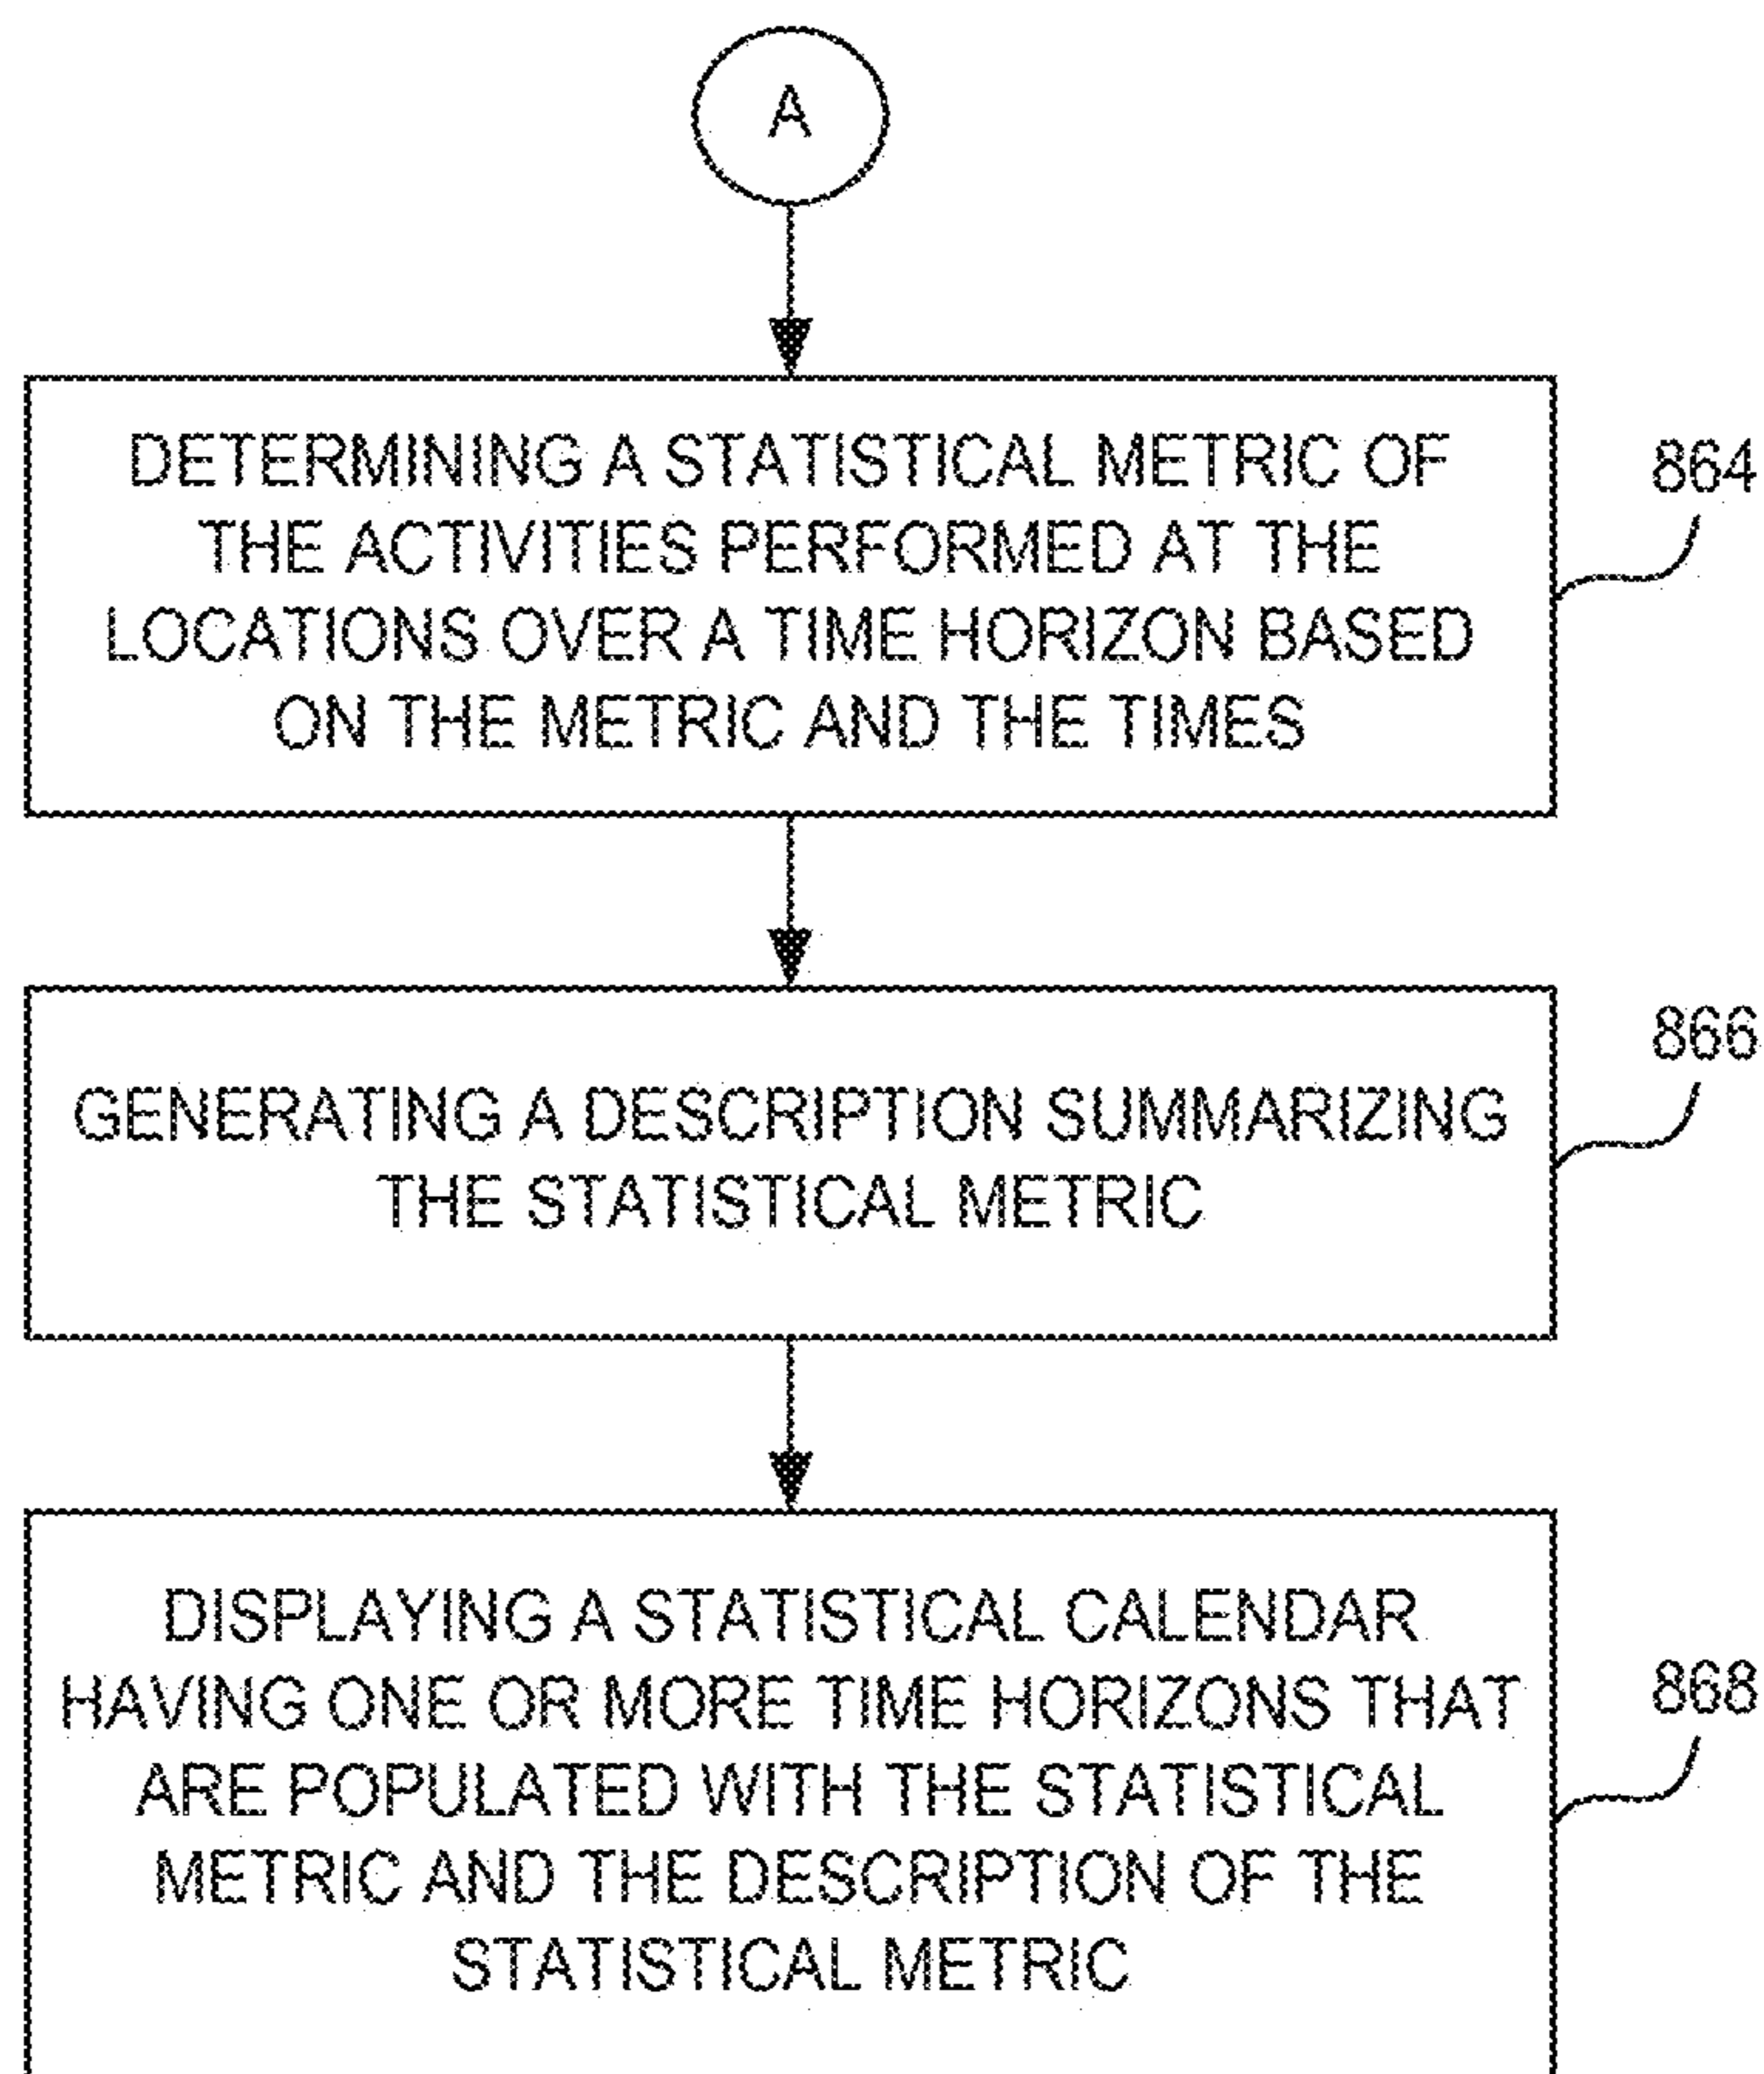 A
DETERMINING A STATISTICAL METRIC OF
THE ACTIVITIES PERFORMED AT THE
LOCATIONS OVER A TIME HORIZON BASED
ON THE METRIC AND THE TIMES
864
GENERATING A DESCRIPTION SUMMARIZING
THE STATISTICAL METRIC
866
DISPLAYING A STATISTICAL CALENDAR
HAVING ONE OR MORE TIME HORIZONS THAT
ARE POPULATED WITH THE STATISTICAL
METRIC AND THE DESCRIPTION OF THE
STATISTICAL METRIC
868